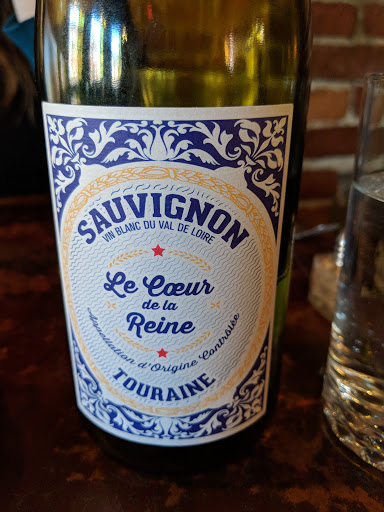 SAUVIGNON
VIN BLANC DU VAL DE LOIRE
Le Cœur
de la
Reine
Appellation d'Origine Contrôlée
TOURAINE